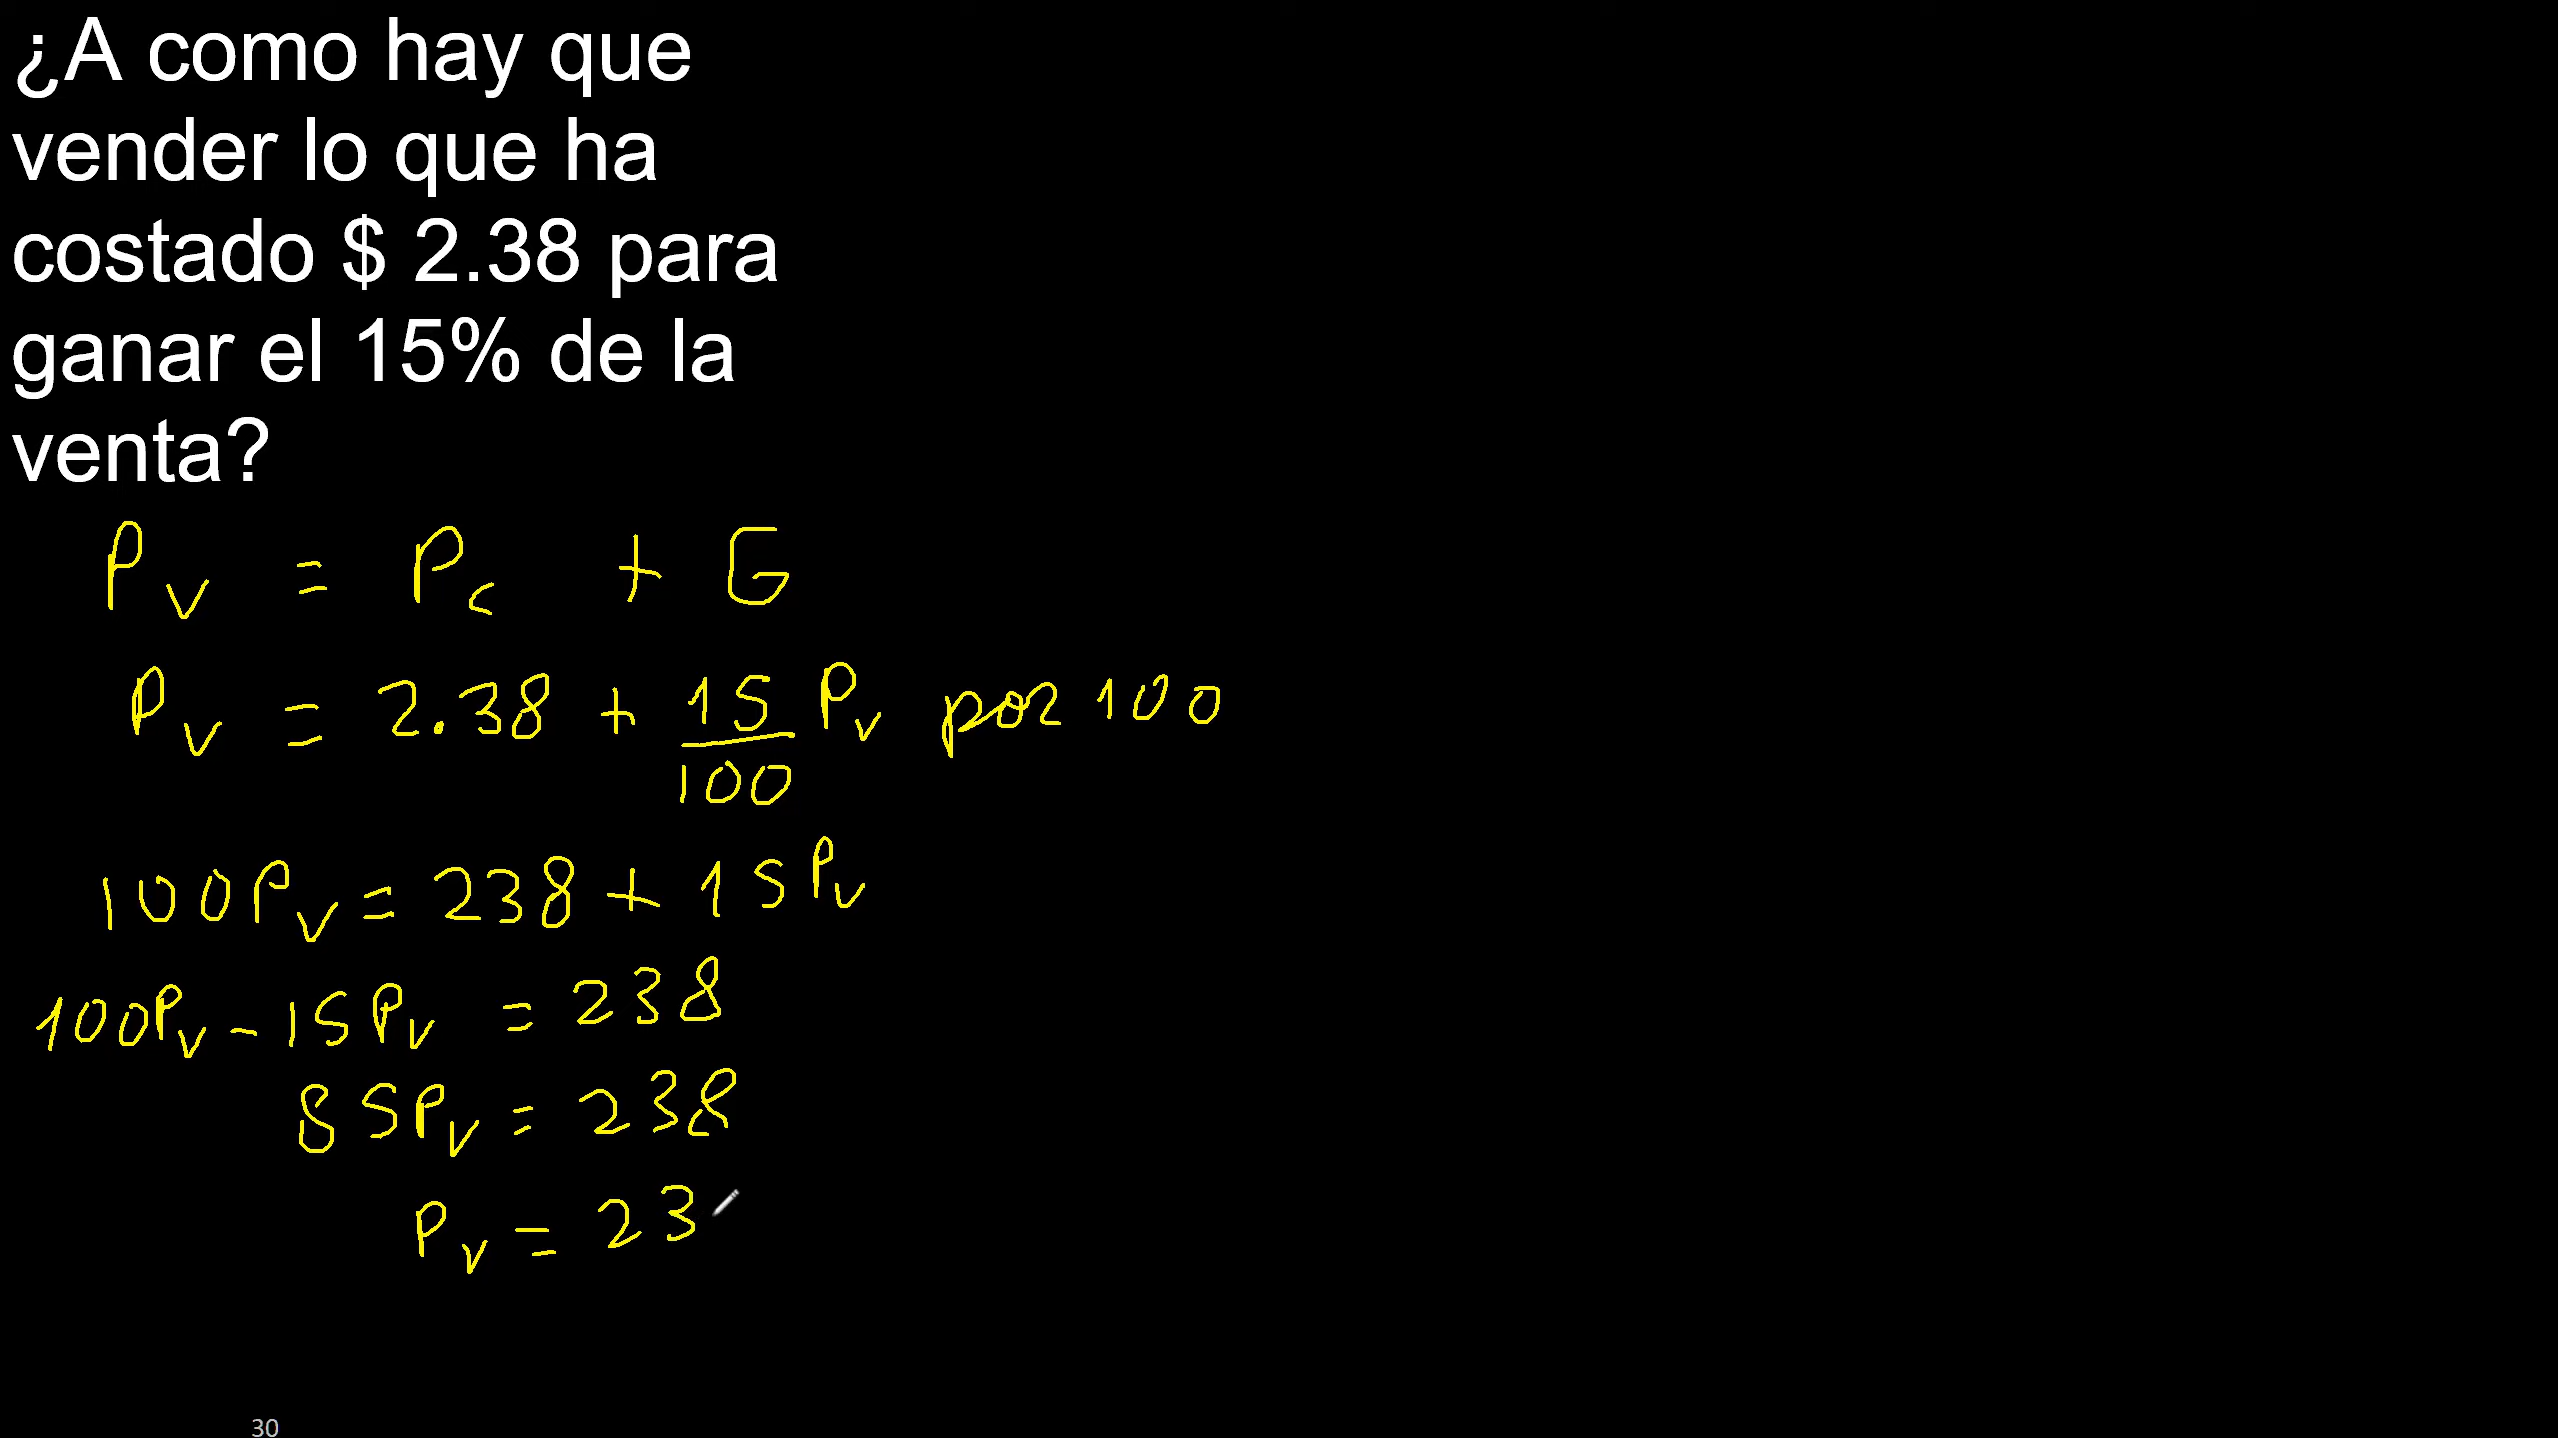 ¿A como hay que
vender lo que ha
costado $ 2.38 para
ganar el 15% de la
venta?
Pv = Pc + G
Pv = 2.38 + 15/100 Pv por 100
100Pv = 238 + 15Pv
100Pv - 15Pv = 238
85Pv = 238
Pv = 23
30